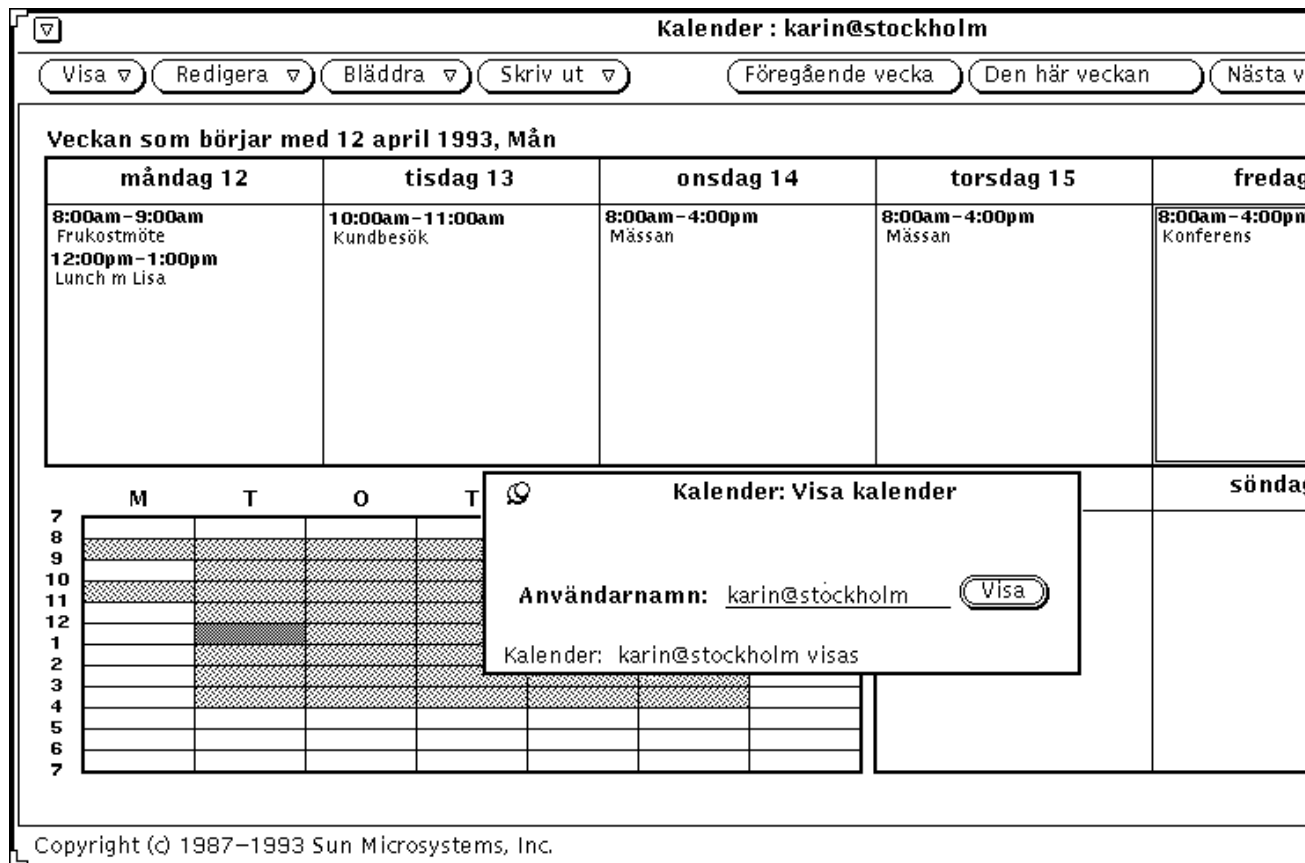 Kalender : karin@stockholm
Visa Redigera Bläddra Skriv ut Föregående vecka Den här veckan Nästa v
Veckan som börjar med 12 april 1993, Mån
måndag 12 tisdag 13 onsdag 14 torsdag 15 fredag
8:00am-9:00am 10:00am-11:00am 8:00am-4:00pm 8:00am-4:00pm 8:00am-4:00pm
Frukostmöte Kundbesök Mässan Mässan Konferens
12:00pm-1:00pm
Lunch m Lisa
M T O T
söndag
7
8
9
10
11
12
1
2
3
4
5
6
7
Kalender: Visa kalender
Användarnamn: karin@stockholm Visa
Kalender: karin@stockholm visas
Copyright (c) 1987-1993 Sun Microsystems, Inc.